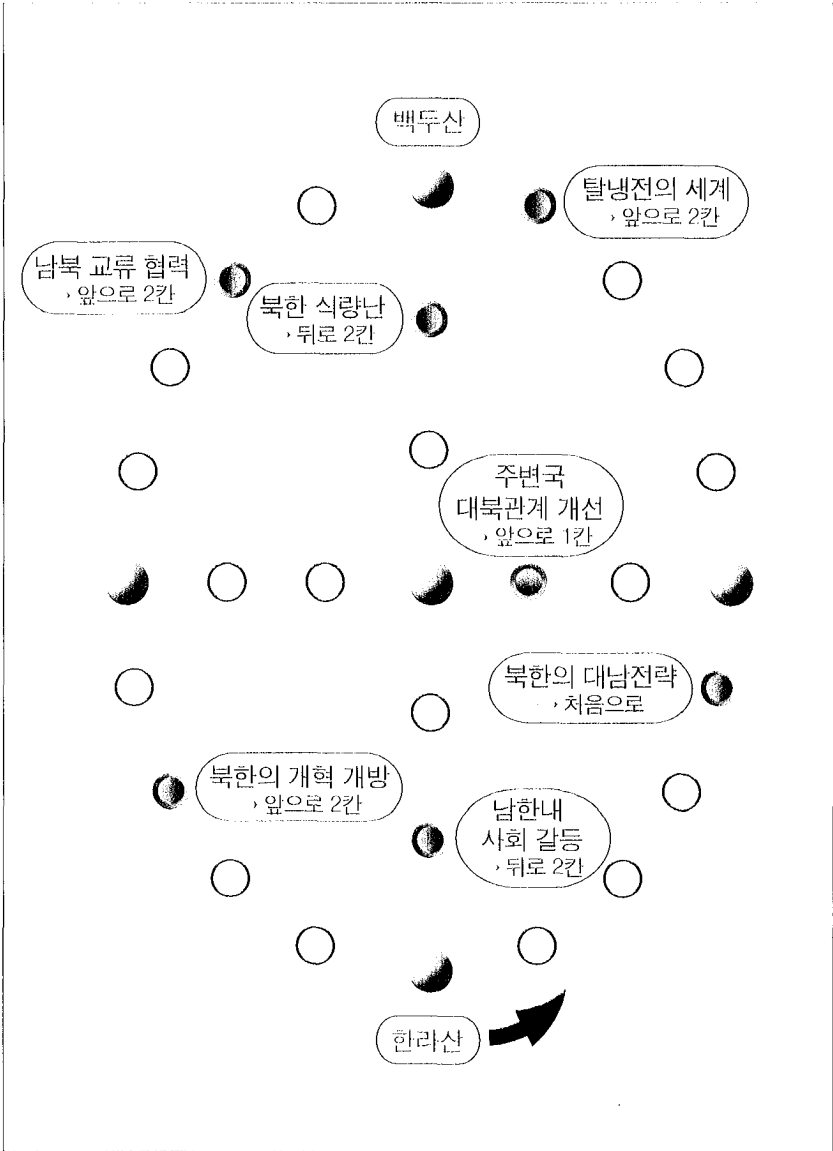 백두산
탈냉전의 세계
→ 앞으로 2칸
남북 교류 협력
→ 앞으로 2칸
북한 식량난
→ 뒤로 2칸
주변국
대북관계 개선
→ 앞으로 1칸
북한의 대남전략
→ 처음으로
북한의 개혁 개방
→ 앞으로 2칸
남한내
사회 갈등
→ 뒤로 2칸
한라산